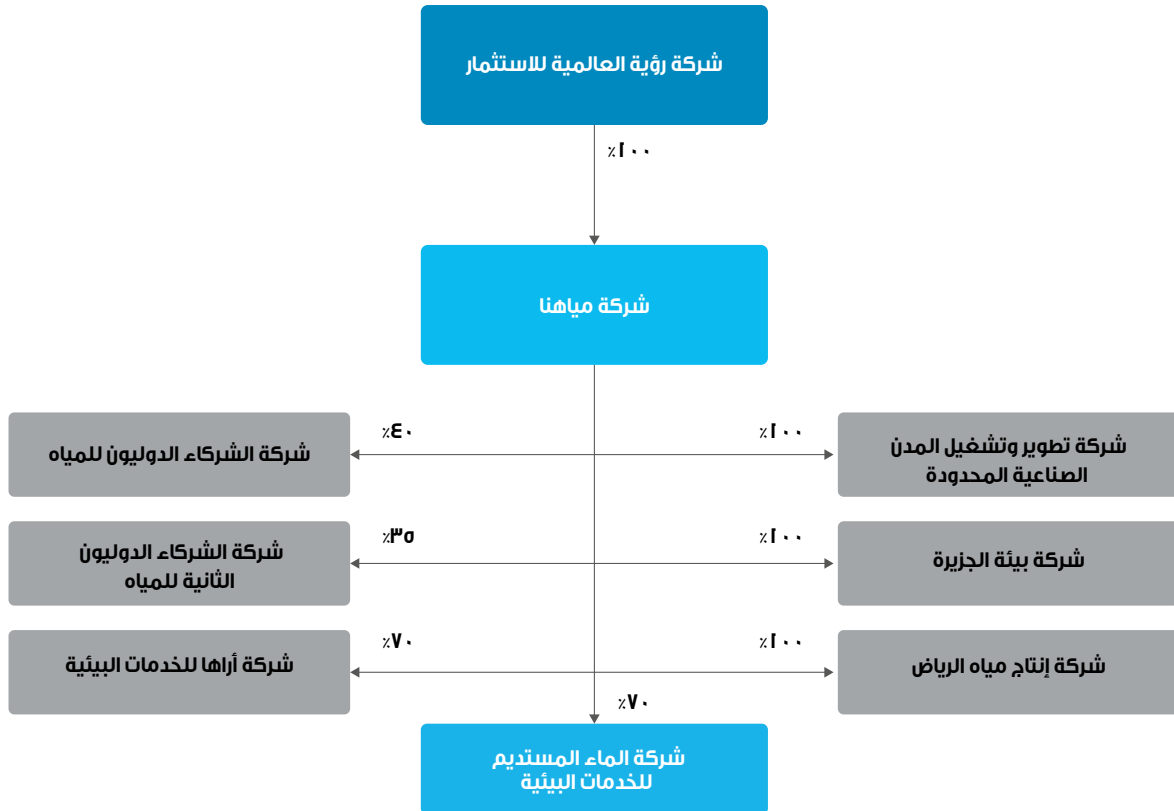 شركة رؤية العالمية للاستثمار
٪١٠٠
شركة مياهنا
٪١٠٠
٪٤٠
شركة تطوير وتشغيل المدن
الصناعية المحدودة
شركة الشركاء الدوليون للمياه
٪١٠٠
٪٣٥
شركة بيئة الجزيرة
شركة الشركاء الدوليون
الثانية للمياه
٪١٠٠
٪٧٠
شركة إنتاج مياه الرياض
شركة أراها للخدمات البيئية
٪٧٠
شركة الماء المستديم
للخدمات البيئية